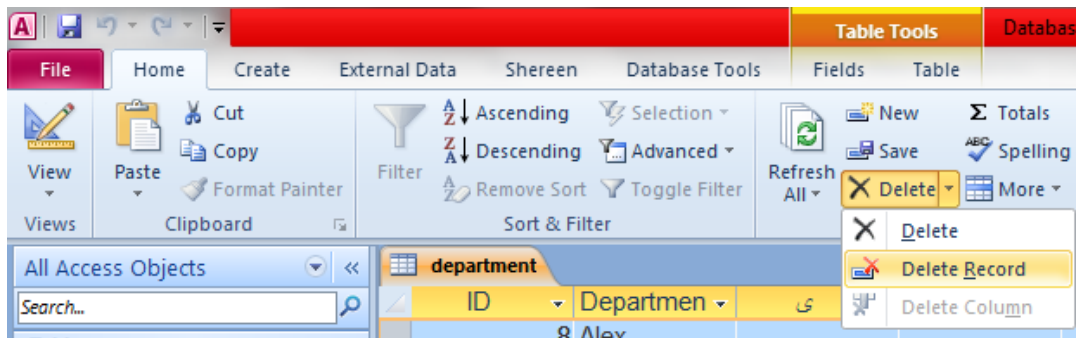 A
Table Tools Databas
File Home Create External Data Shereen Database Tools Fields Table
View Paste Cut Copy Format Painter
Filter Ascending Descending Remove Sort Selection Advanced Toggle Filter
Refresh All New Save Delete Totals Spelling More
Views Clipboard Sort & Filter
Delete
Delete Record
Delete Column
All Access Objects
Search...
department
ID Departmen ى
8 Alex